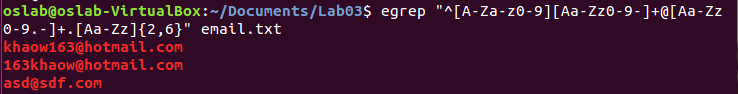 oslab@oslab-VirtualBox:~/Documents/Lab03$ egrep "^[A-Za-z0-9][Aa-Zz0-9-]+@[Aa-Zz
0-9.-]+.[Aa-Zz]{2,6}" email.txt
khaow163@hotmail.com
163khaow@hotmail.com
asd@sdf.com